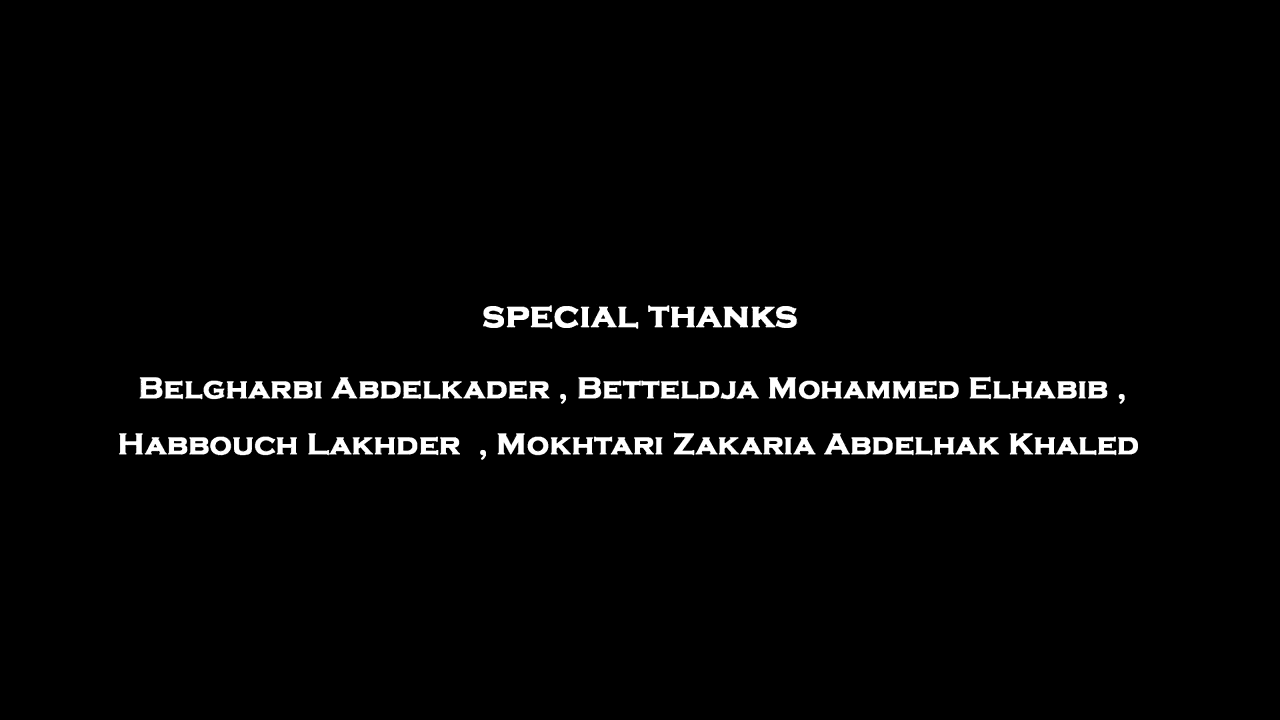 SPECIAL THANKS
Belgharbi Abdelkader , Betteldja Mohammed Elhabib ,
Habbouch Lakhder , Mokhtari Zakaria Abdelhak Khaled